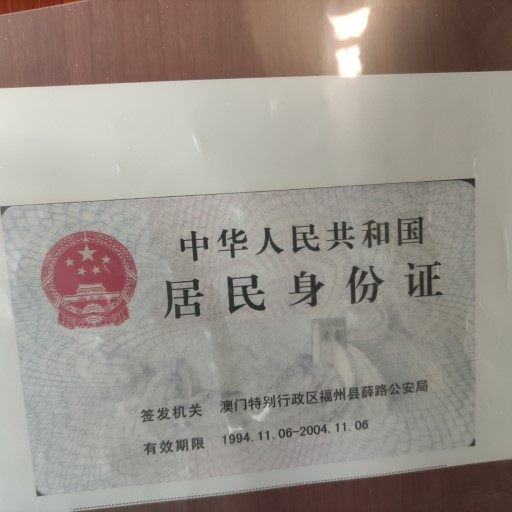 中华人民共和国
居民身份证
签发机关 澳门特别行政区福州县薛路公安局
有效期限 1994.11.06-2004.11.06